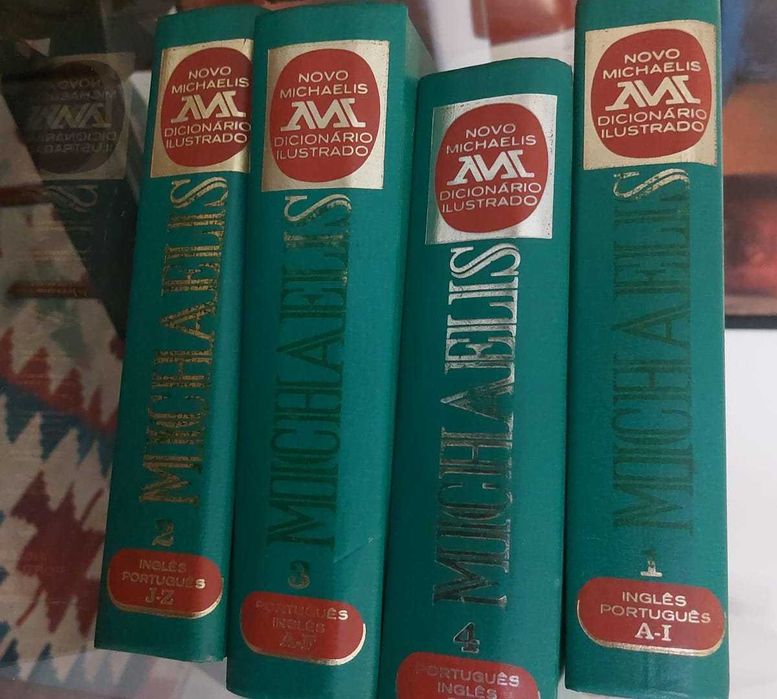 NOVO
MICHAELIS
DICIONÁRIO
ILUSTRADO
MICHAELIS
2
INGLÊS
PORTUGUÊS
J-Z
NOVO
MICHAELIS
DICIONÁRIO
ILUSTRADO
MICHAELIS
3
PORTUGUÊS
INGLÊS
A-F
NOVO
MICHAELIS
DICIONÁRIO
ILUSTRADO
MICHAELIS
4
PORTUGUÊS
INGLÊS
NOVO
MICHAELIS
DICIONÁRIO
ILUSTRADO
MICHAELIS
1
INGLÊS
PORTUGUÊS
A-I